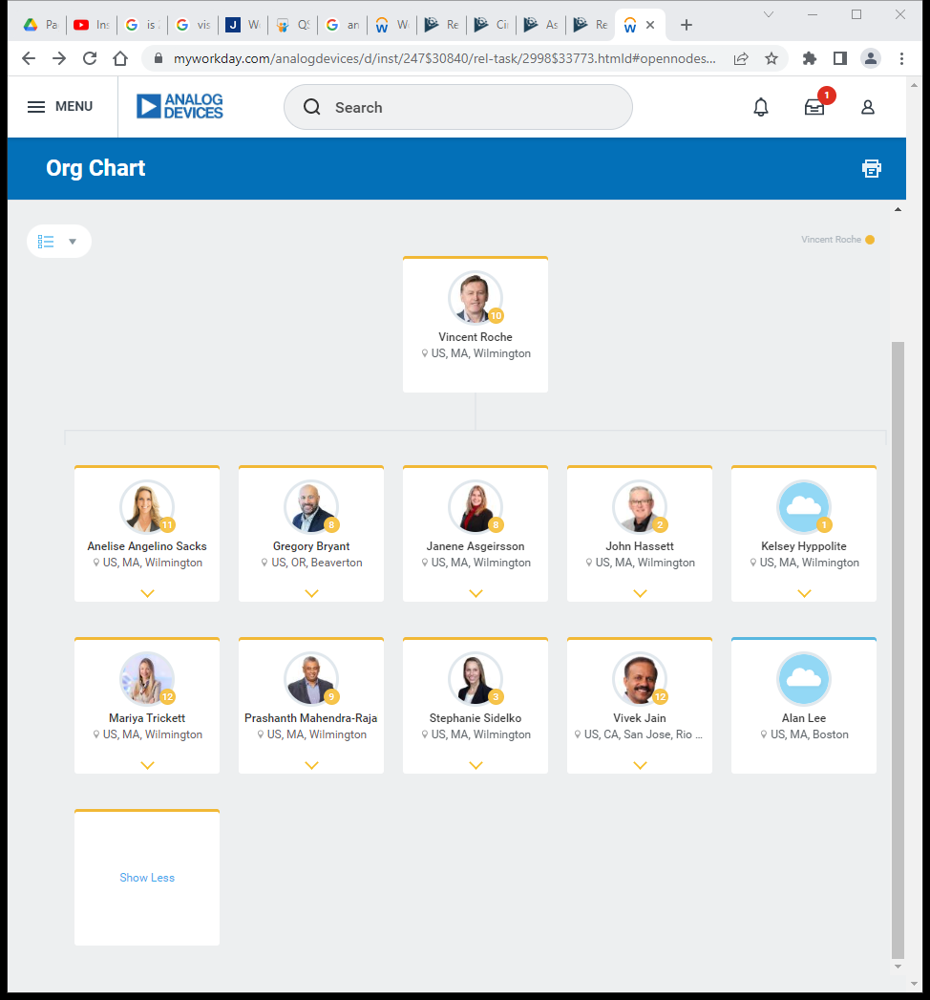 Pa
Ins
is
vis
W
QS
an
W
Re
Ci
As
Re
myworkday.com/analogdevices/d/inst/247$30840/rel-task/2998$33773.htmld#opennodes...
MENU
ANALOG
DEVICES
Search
1
Org Chart
Vincent Roche
10
Vincent Roche
US, MA, Wilmington
11
8
8
2
1
Anelise Angelino Sacks
Gregory Bryant
Janene Asgeirsson
John Hassett
Kelsey Hyppolite
US, MA, Wilmington
US, OR, Beaverton
US, MA, Wilmington
US, MA, Wilmington
US, MA, Wilmington
12
9
3
12
Mariya Trickett
Prashanth Mahendra-Raja
Stephanie Sidelko
Vivek Jain
Alan Lee
US, MA, Wilmington
US, MA, Wilmington
US, MA, Wilmington
US, CA, San Jose, Rio ...
US, MA, Boston
Show Less